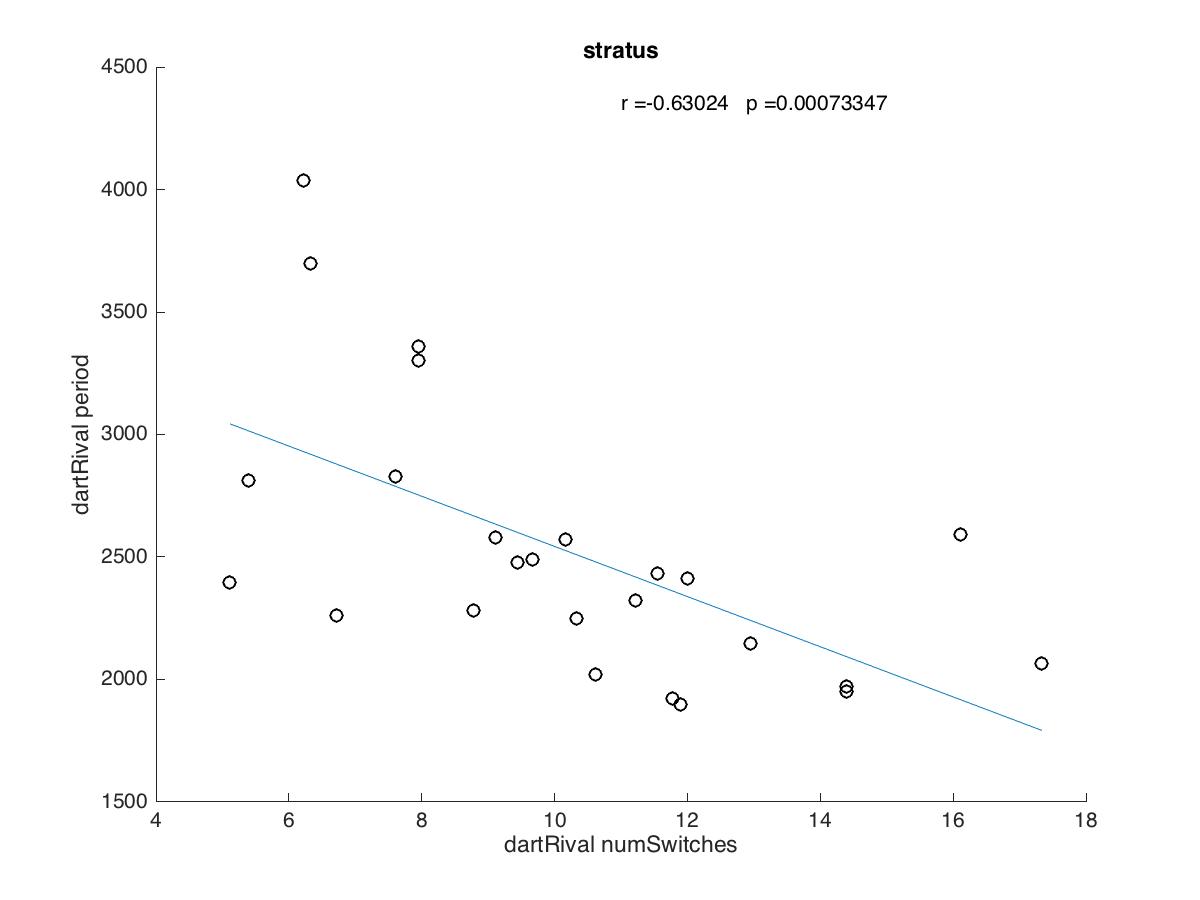 stratus
r =-0.63024 p =0.00073347
4500
4000
3500
3000
2500
2000
1500
dartRival period
4 6 8 10 12 14 16 18
dartRival numSwitches